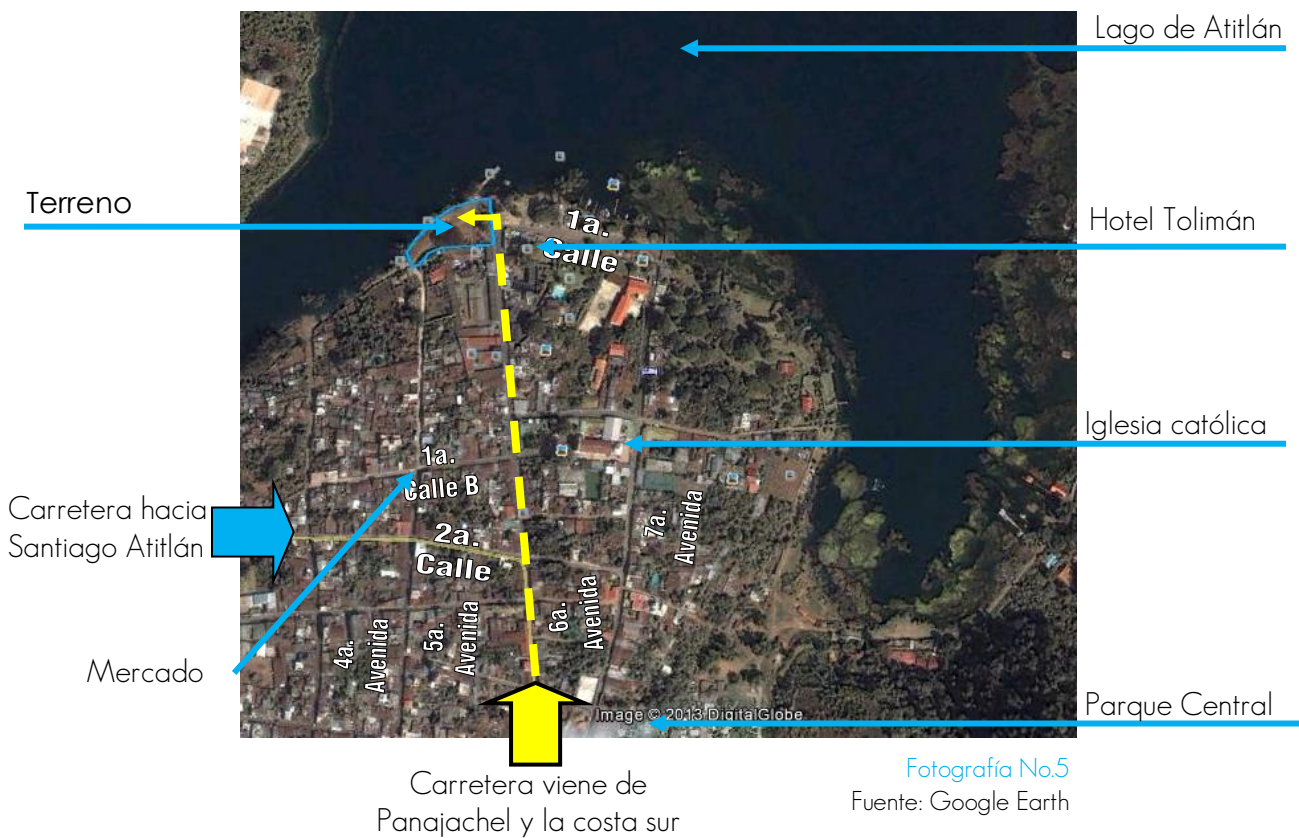 Lago de Atitlán
Terreno
Hotel Tolimán
1a.
Calle
Iglesia católica
1a.
Calle B
Carretera hacia
Santiago Atitlán
2a.
Calle
7a.
Avenida
6a.
Avenida
5a.
Avenida
4a.
Avenida
Mercado
Parque Central
Image © 2013 DigitalGlobe
Carretera viene de
Panajachel y la costa sur
Fotografía No.5
Fuente: Google Earth